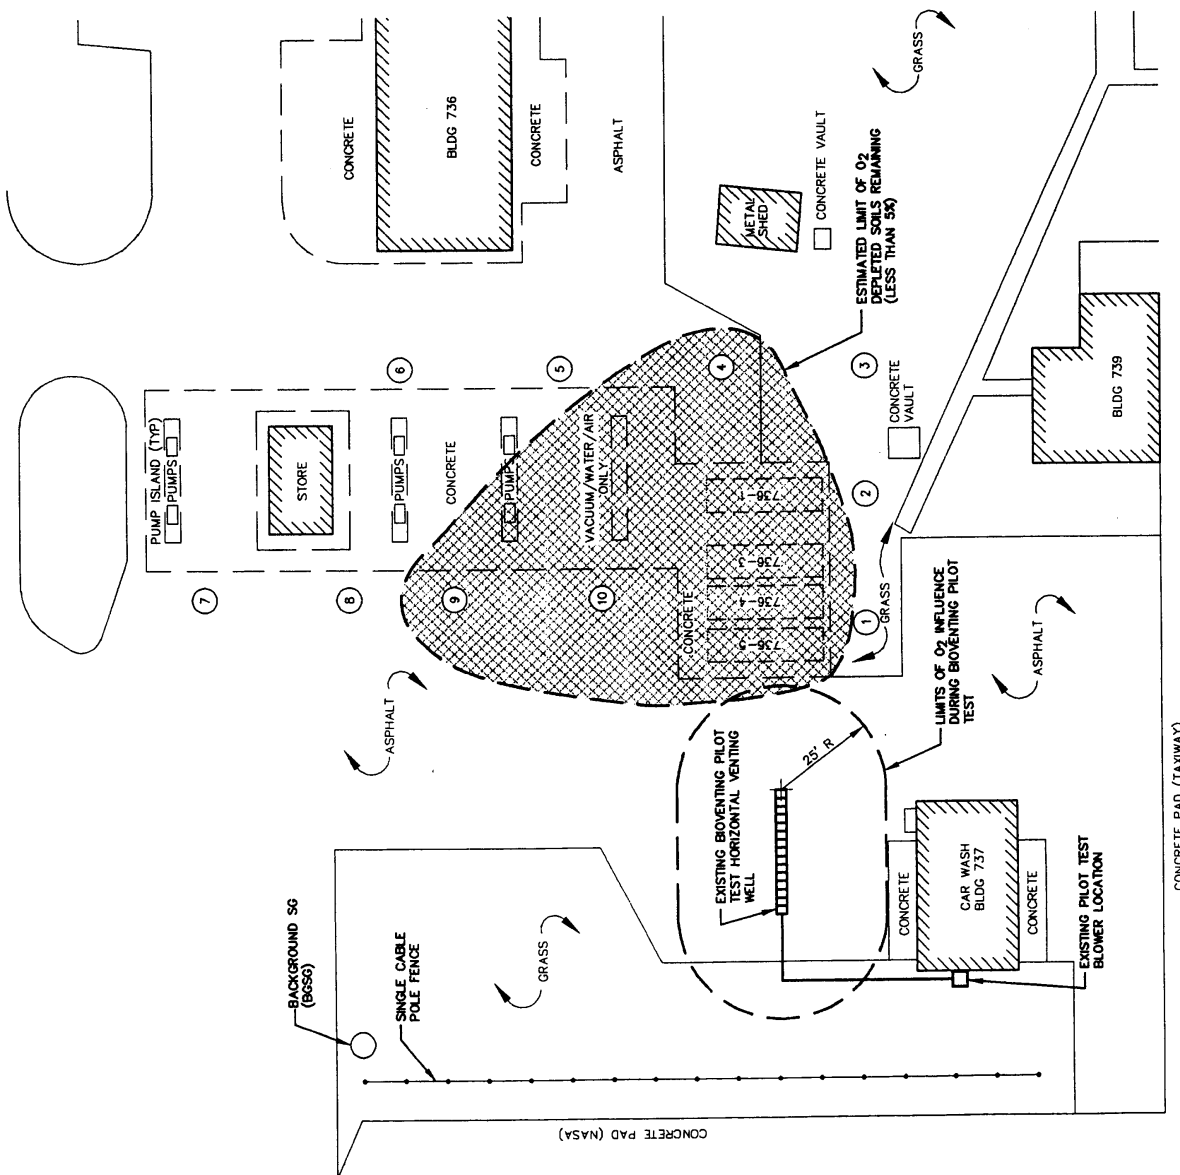 CONCRETE
BLDG 736
CONCRETE
ASPHALT
GRASS
METAL
SHED
CONCRETE VAULT
ESTIMATED LIMIT OF O2
DEPLETED SOILS REMAINING
(LESS THAN 5%)
6
5
4
3
CONCRETE
VAULT
BLDG 739
PUMP ISLAND (TYP)
PUMPS
STORE
PUMPS
CONCRETE
PUMPS
VACUUM/WATER/AIR
ONLY
736-1
2
736-3
736-4
736-5
CONCRETE
7
8
9
10
1
GRASS
ASPHALT
ASPHALT
LIMITS OF O2 INFLUENCE
DURING BIOVENTING PILOT
TEST
25' R
EXISTING BIOVENTING PILOT
TEST HORIZONTAL VENTING
WELL
CONCRETE
CAR WASH
BLDG 737
CONCRETE
EXISTING PILOT TEST
BLOWER LOCATION
GRASS
BACKGROUND SG
(BGSG)
SINGLE CABLE
POLE FENCE
CONCRETE PAD (NASA)
CONCRETE PAD (TAXIWAY)